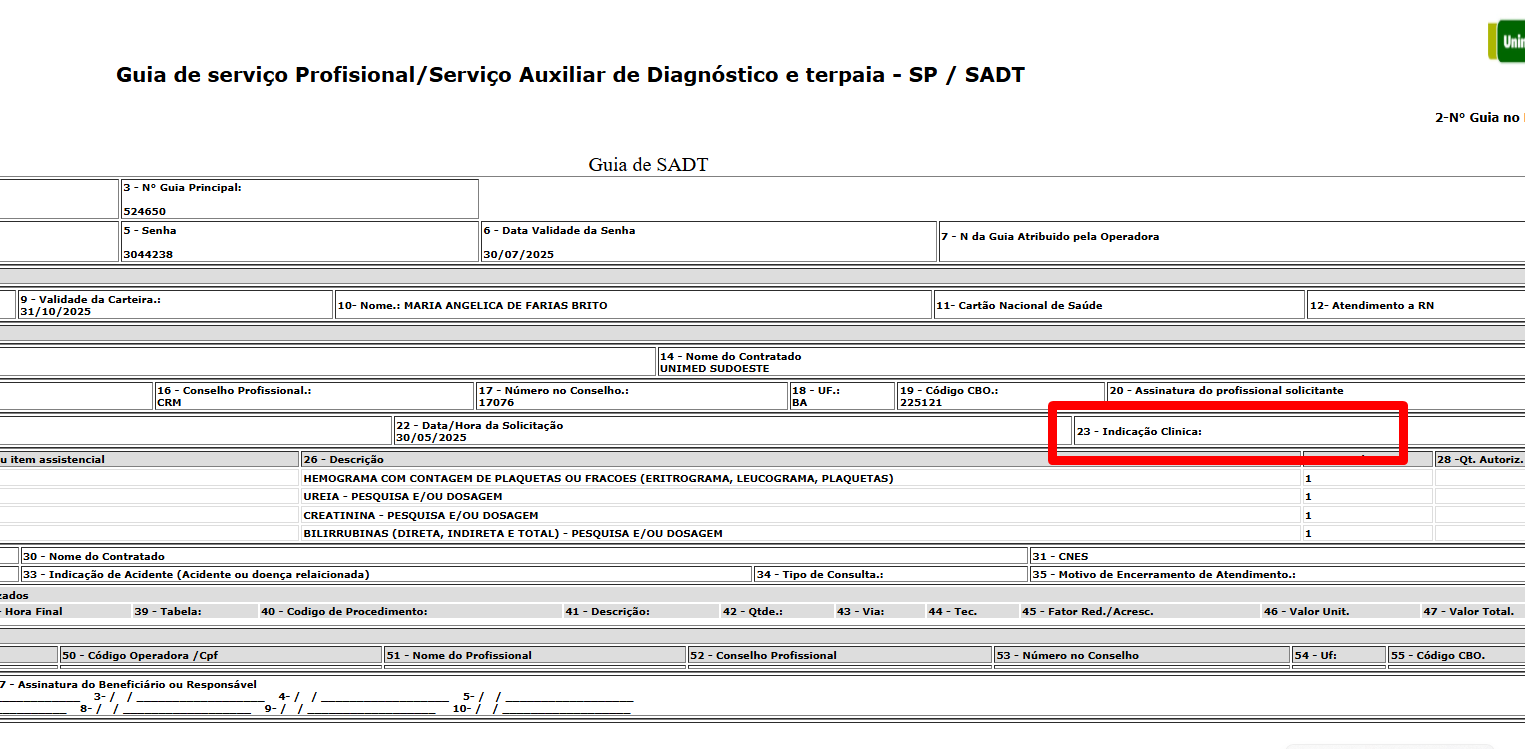 Guia de serviço Profisional/Serviço Auxiliar de Diagnóstico e terpaia - SP / SADT
2-Nº Guia no
Guia de SADT
3 - Nº Guia Principal:
524650
5 - Senha
3044238
6 - Data Validade da Senha
30/07/2025
7 - N da Guia Atribuido pela Operadora
9 - Validade da Carteira.:
31/10/2025
10- Nome.: MARIA ANGELICA DE FARIAS BRITO
11- Cartão Nacional de Saúde
12- Atendimento a RN
14 - Nome do Contratado
UNIMED SUDOESTE
16 - Conselho Profissional.:
CRM
17 - Número no Conselho.:
17076
18 - UF.:
BA
19 - Código CBO.:
225121
20 - Assinatura do profissional solicitante
22 - Data/Hora da Solicitação
30/05/2025
23 - Indicação Clinica:
u item assistencial
26 - Descrição
28 -Qt. Autoriz.
HEMOGRAMA COM CONTAGEM DE PLAQUETAS OU FRACOES (ERITROGRAMA, LEUCOGRAMA, PLAQUETAS) 1
UREIA - PESQUISA E/OU DOSAGEM 1
CREATININA - PESQUISA E/OU DOSAGEM 1
BILIRRUBINAS (DIRETA, INDIRETA E TOTAL) - PESQUISA E/OU DOSAGEM 1
30 - Nome do Contratado
31 - CNES
33 - Indicação de Acidente (Acidente ou doença relaicionada)
34 - Tipo de Consulta.:
35 - Motivo de Encerramento de Atendimento.:
zados
- Hora Final
39 - Tabela:
40 - Codigo de Procedimento:
41 - Descrição:
42 - Qtde.:
43 - Via:
44 - Tec.
45 - Fator Red./Acresc.
46 - Valor Unit.
47 - Valor Total.
50 - Código Operadora /Cpf
51 - Nome do Profissional
52 - Conselho Profissional
53 - Número no Conselho
54 - Uf:
55 - Código CBO.
7 - Assinatura do Beneficiário ou Responsável
____________ 3- / / ____________________ 4- / / ____________________ 5- / / ____________________
__________ 8- / / ____________________ 9- / / ____________________ 10- / / ____________________